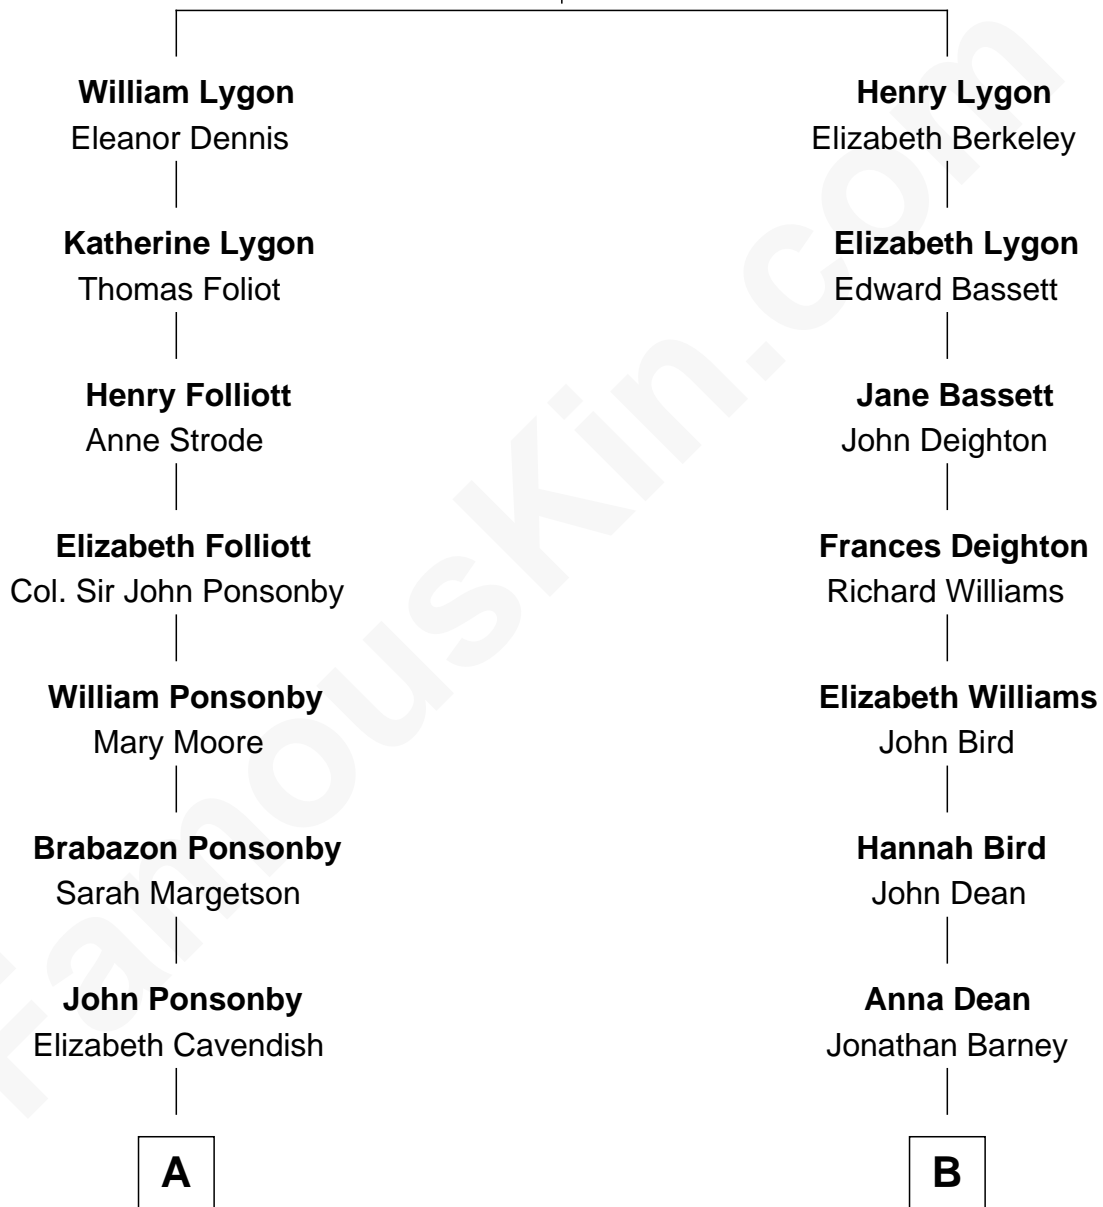 William Lygon
Eleanor Dennis
Katherine Lygon
Thomas Foliot
Henry Folliott
Anne Strode
Elizabeth Folliott
Col. Sir John Ponsonby
William Ponsonby
Mary Moore
Brabazon Ponsonby
Sarah Margetson
John Ponsonby
Elizabeth Cavendish
A
Henry Lygon
Elizabeth Berkeley
Elizabeth Lygon
Edward Bassett
Jane Bassett
John Deighton
Frances Deighton
Richard Williams
Elizabeth Williams
John Bird
Hannah Bird
John Dean
Anna Dean
Jonathan Barney
B
FamousKin.com